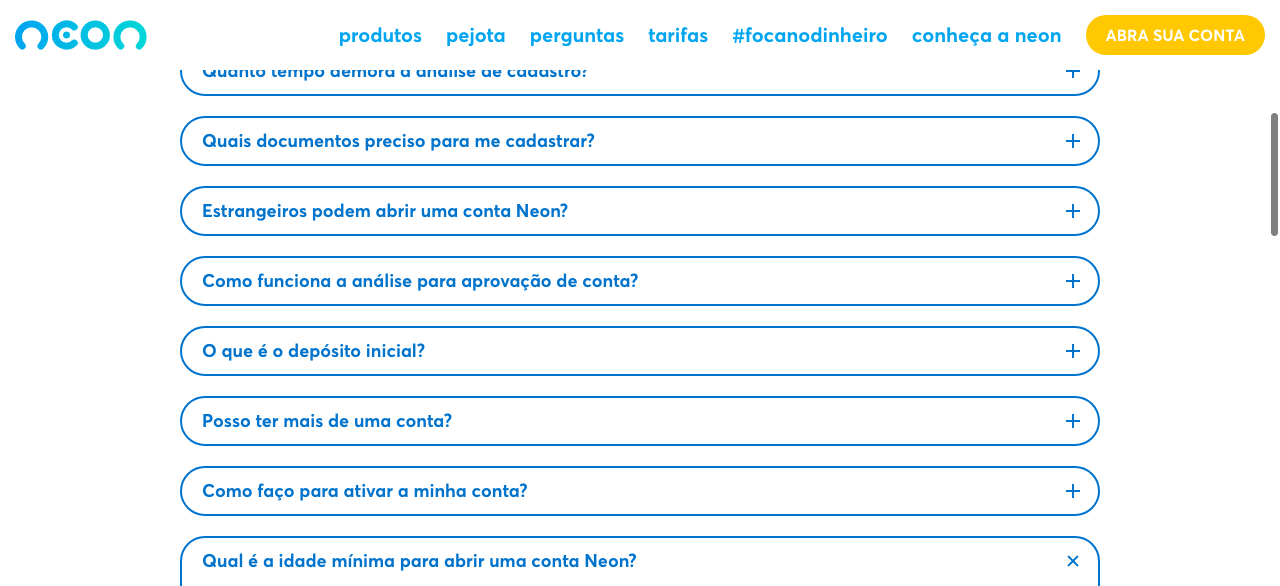 neon
produtos pejota perguntas tarifas #focanodinheiro conheça a neon ABRA SUA CONTA
Quanto tempo demora a análise de cadastro?
Quais documentos preciso para me cadastrar?
Estrangeiros podem abrir uma conta Neon?
Como funciona a análise para aprovação de conta?
O que é o depósito inicial?
Posso ter mais de uma conta?
Como faço para ativar a minha conta?
Qual é a idade mínima para abrir uma conta Neon?